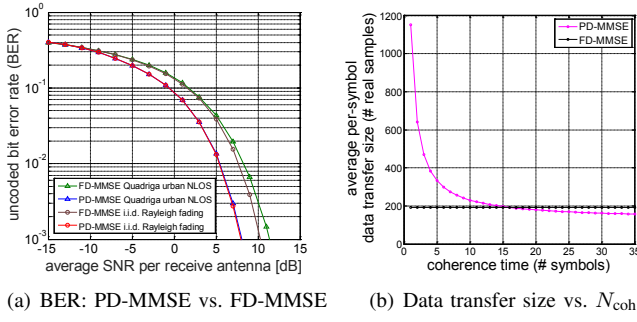 uncoded bit error rate (BER)
10^0
10^-1
10^-2
10^-3
FD-MMSE Quadriga urban NLOS
PD-MMSE Quadriga urban NLOS
FD-MMSE i.i.d. Rayleigh fading
PD-MMSE i.i.d. Rayleigh fading
-15 -10 -5 0 5 10 15
average SNR per receive antenna [dB]
(a) BER: PD-MMSE vs. FD-MMSE
average per-symbol
data transfer size (# real samples)
1200
1000
800
600
400
200
0
PD-MMSE
FD-MMSE
0 5 10 15 20 25 30 35
coherence time (# symbols)
(b) Data transfer size vs. N_coh